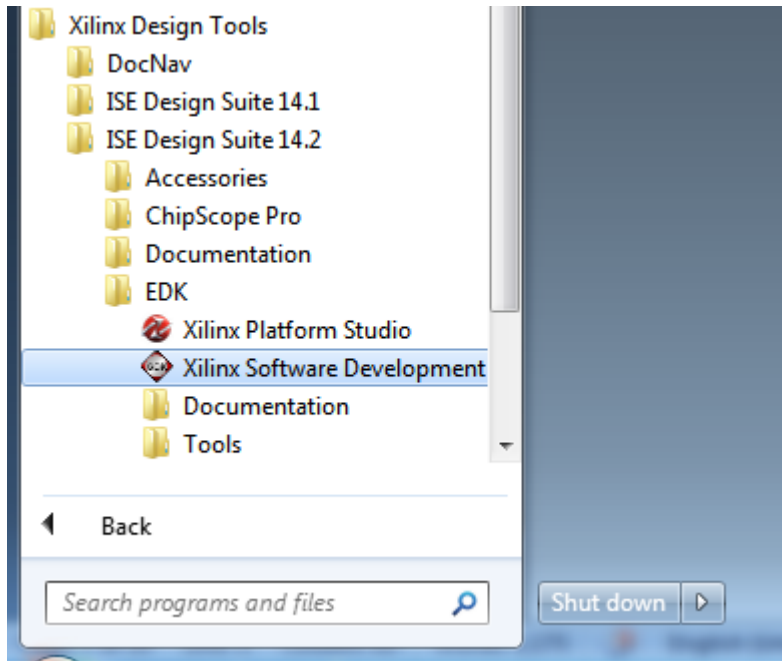 Xilinx Design Tools
DocNav
ISE Design Suite 14.1
ISE Design Suite 14.2
Accessories
ChipScope Pro
Documentation
EDK
Xilinx Platform Studio
Xilinx Software Development
Documentation
Tools
Back
Search programs and files
Shut down